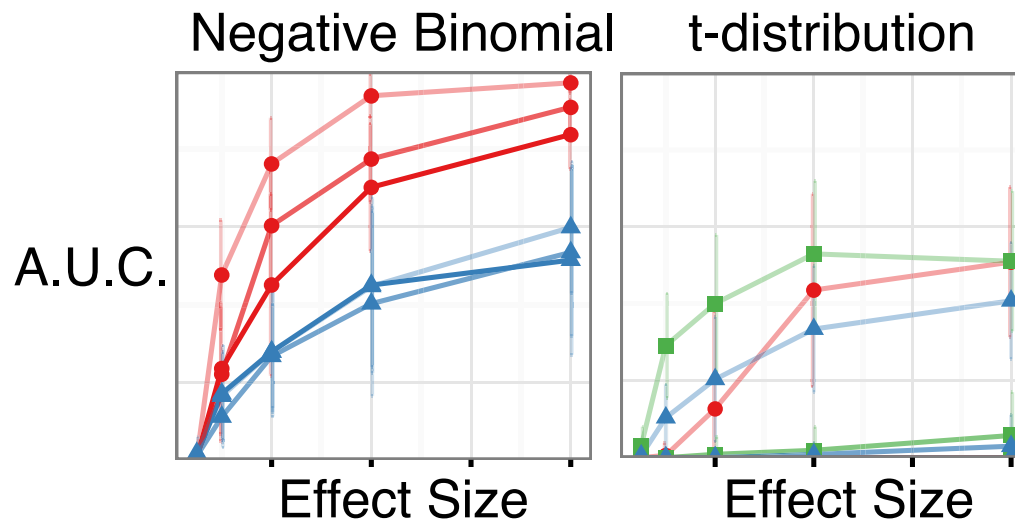 Negative Binomial
t-distribution
A.U.C.
Effect Size
Effect Size